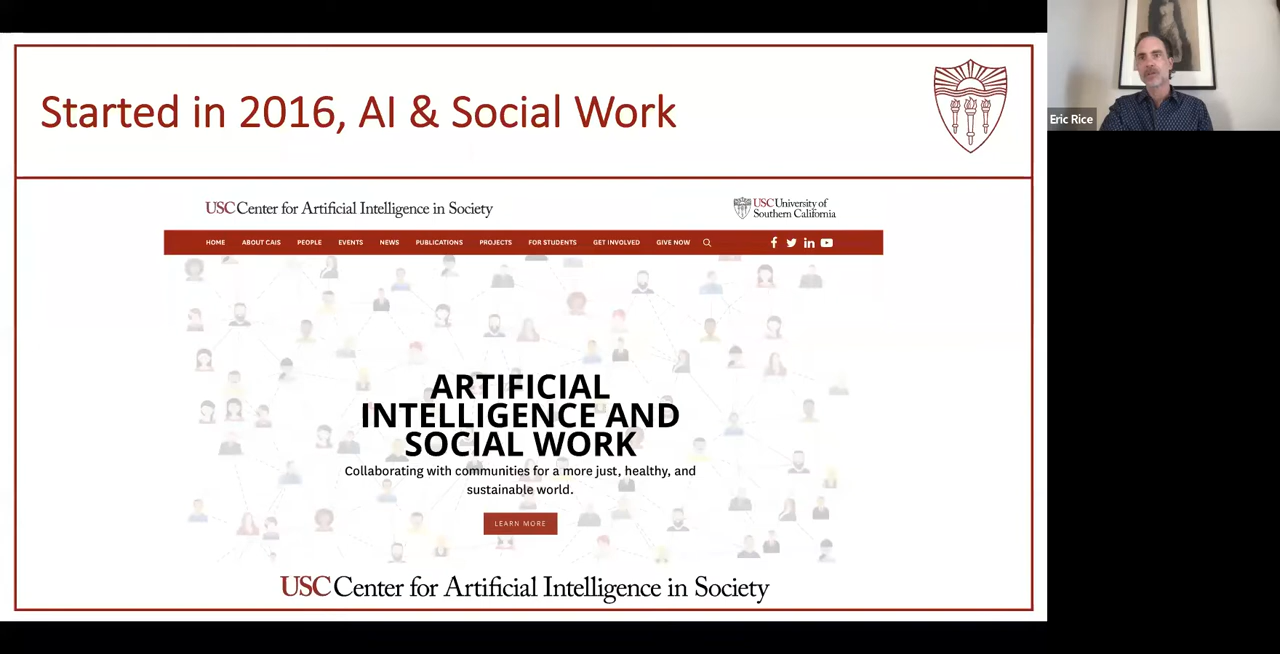 Started in 2016, AI & Social Work
Eric Rice
USC Center for Artificial Intelligence in Society
USC University of
Southern California
HOME ABOUT CAIS PEOPLE EVENTS NEWS PUBLICATIONS PROJECTS FOR STUDENTS GET INVOLVED GIVE NOW
ARTIFICIAL
INTELLIGENCE AND
SOCIAL WORK
Collaborating with communities for a more just, healthy, and
sustainable world.
LEARN MORE
USC Center for Artificial Intelligence in Society